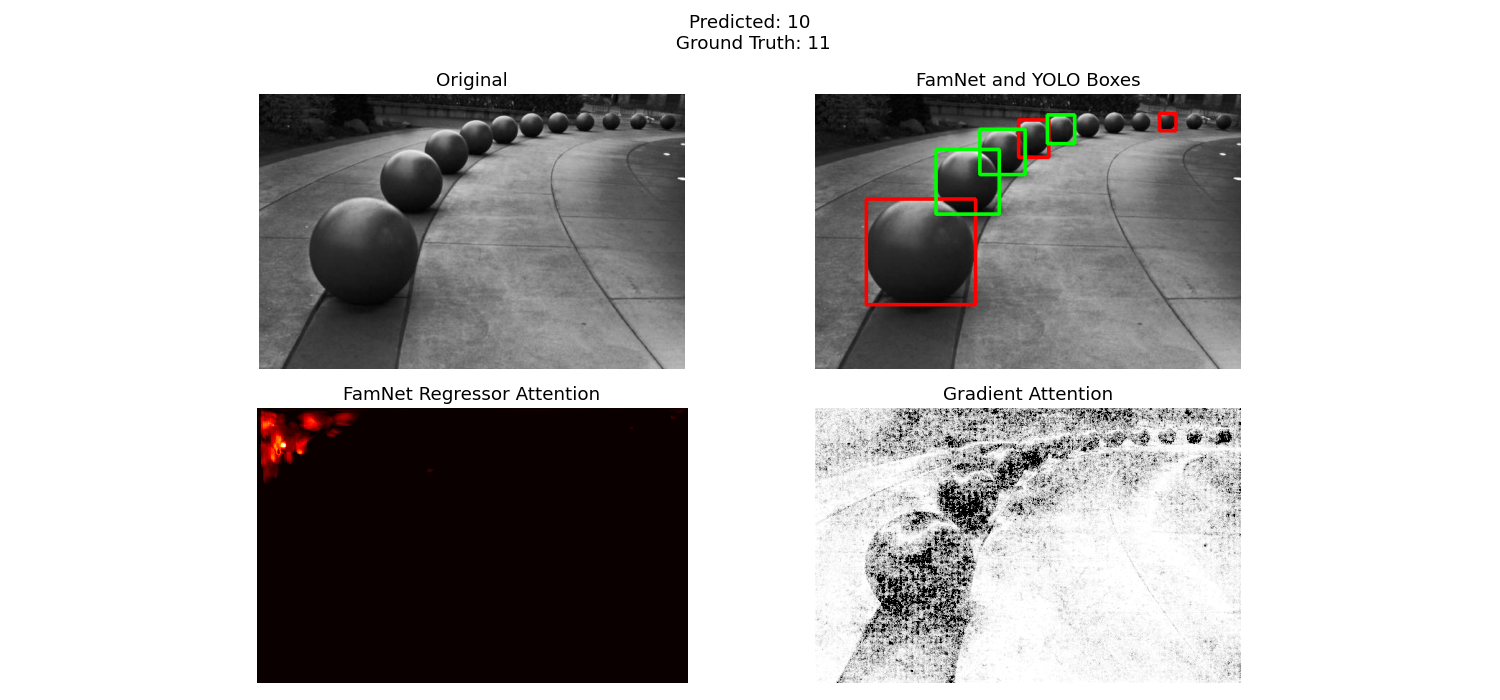 Predicted: 10
Ground Truth: 11
Original
FamNet and YOLO Boxes
FamNet Regressor Attention
Gradient Attention